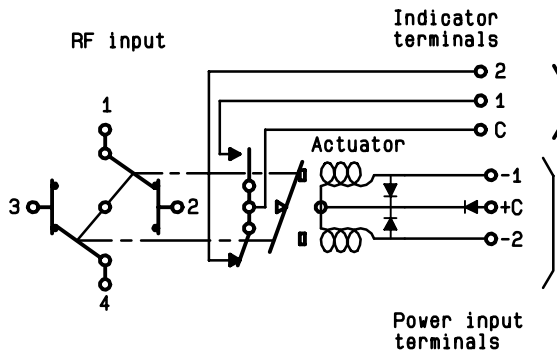 Indicator
terminals
RF input
2
1
C
1
Actuator
-1
3
2
+C
-2
4
Power input
terminals